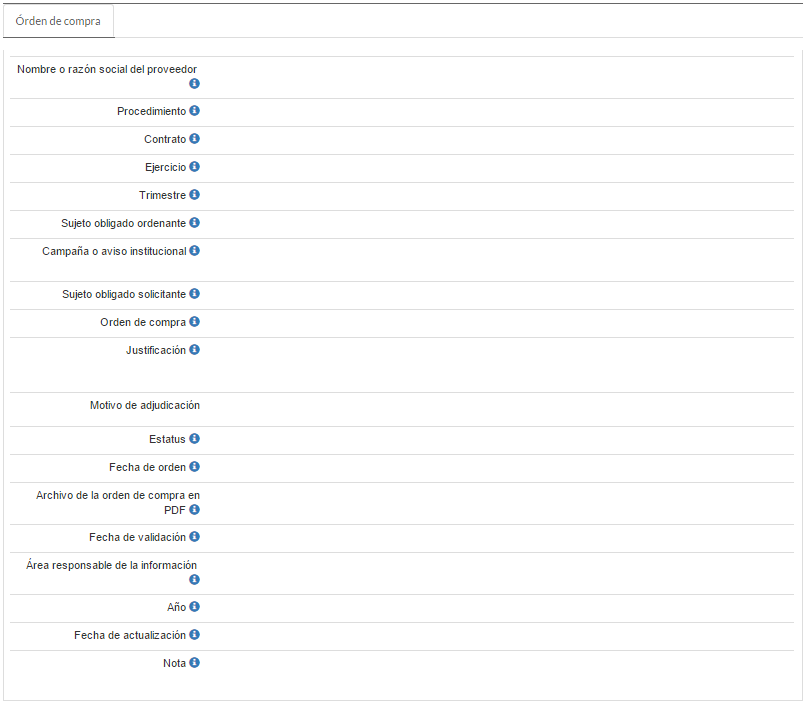 Órden de compra
Nombre o razón social del proveedor
Procedimiento
Contrato
Ejercicio
Trimestre
Sujeto obligado ordenante
Campaña o aviso institucional
Sujeto obligado solicitante
Orden de compra
Justificación
Motivo de adjudicación
Estatus
Fecha de orden
Archivo de la orden de compra en
PDF
Fecha de validación
Área responsable de la información
Año
Fecha de actualización
Nota